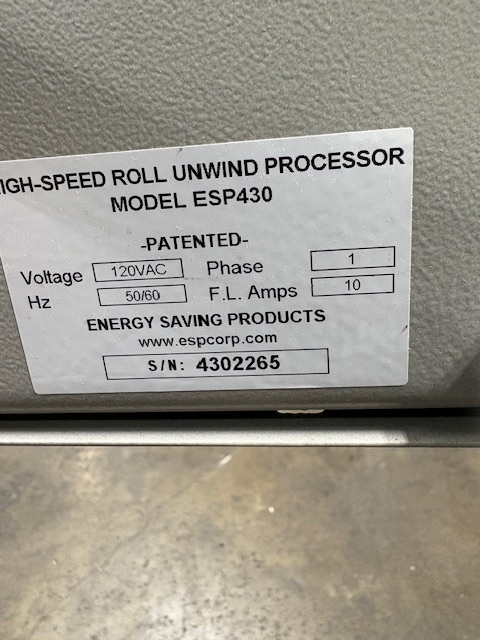 IGH-SPEED ROLL UNWIND PROCESSOR
MODEL ESP430
-PATENTED-
Voltage 120VAC Phase 1
Hz 50/60 F.L. Amps 10
ENERGY SAVING PRODUCTS
www.espcorp.com
S/N: 4302265